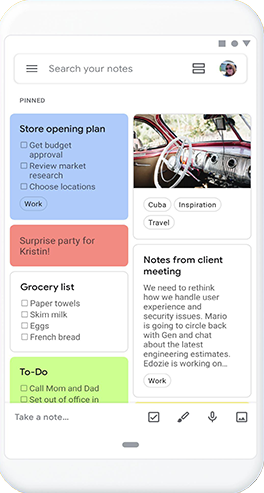 Search your notes
PINNED
Store opening plan
Get budget
approval
Review market
research
Choose locations
Work
Surprise party for
Kristin!
Grocery list
Paper towels
Skim milk
Eggs
French bread
To-Do
Call Mom and Dad
Set out of office in
Cuba
Inspiration
Travel
Notes from client
meeting
We need to rethink
how we handle user
experience and
security issues. Mario
is going to circle back
with Gen and chat
about the latest
engineering estimates.
Edozie is working on...
Work
Take a note...